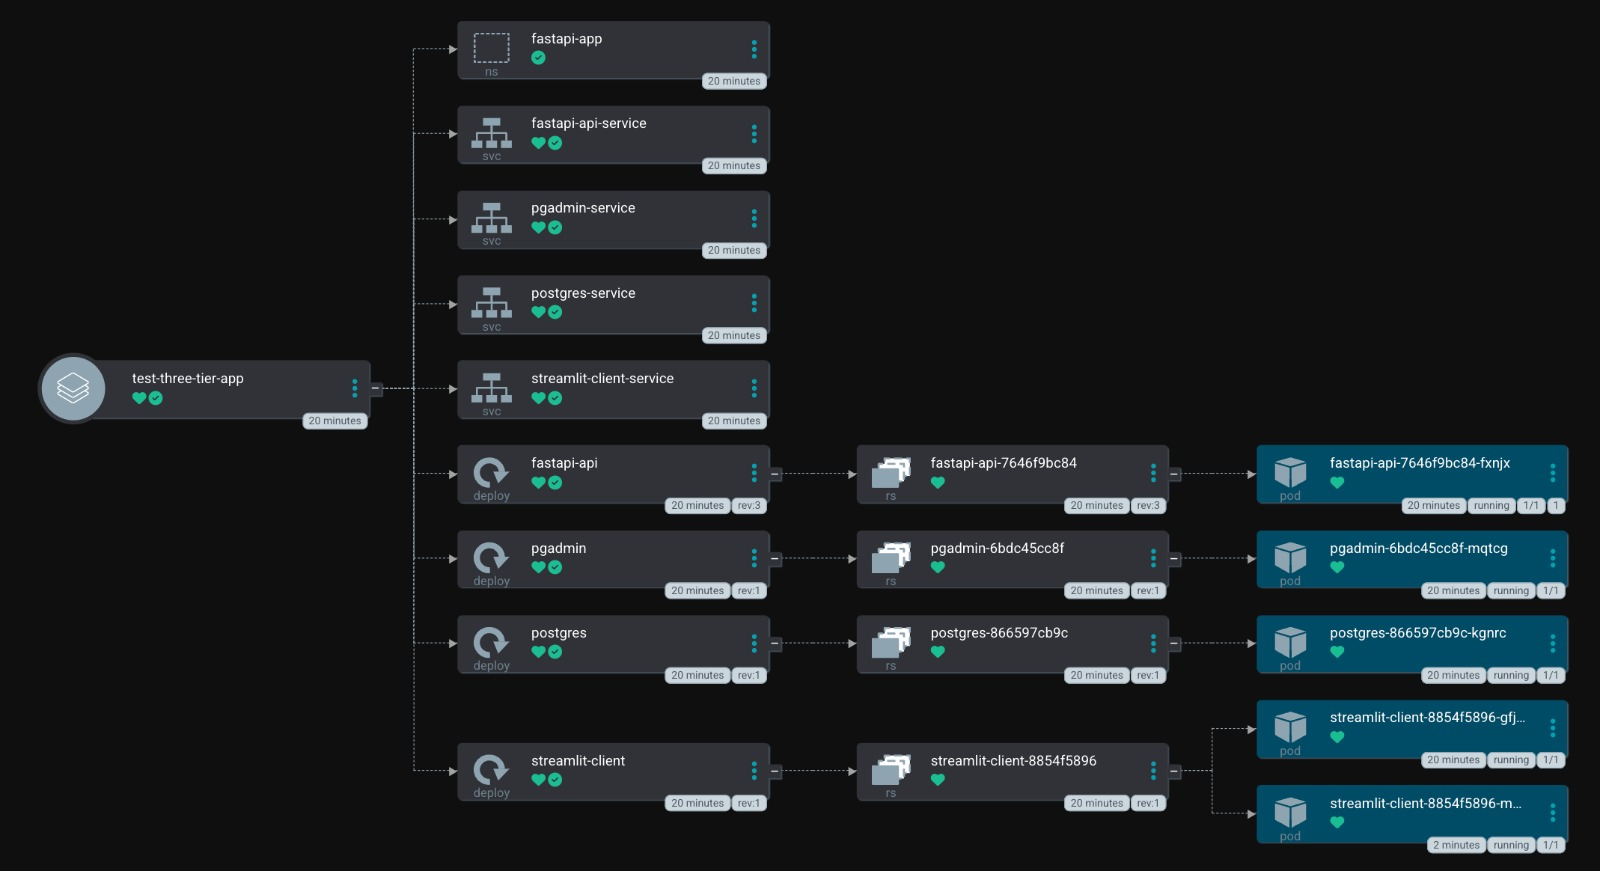 fastapi-app
ns
20 minutes
fastapi-api-service
svc
20 minutes
pgadmin-service
svc
20 minutes
postgres-service
svc
20 minutes
test-three-tier-app
20 minutes
streamlit-client-service
svc
20 minutes
fastapi-api
deploy
20 minutes rev:3
fastapi-api-7646f9bc84
rs
20 minutes rev:3
fastapi-api-7646f9bc84-fxnjx
pod
20 minutes running 1/1 1
pgadmin
deploy
20 minutes rev:1
pgadmin-6bdc45cc8f
rs
20 minutes rev:1
pgadmin-6bdc45cc8f-mqtcg
pod
20 minutes running 1/1
postgres
deploy
20 minutes rev:1
postgres-866597cb9c
rs
20 minutes rev:1
postgres-866597cb9c-kgnrc
pod
20 minutes running 1/1
streamlit-client
deploy
20 minutes rev:1
streamlit-client-8854f5896
rs
20 minutes rev:1
streamlit-client-8854f5896-gfj...
pod
20 minutes running 1/1
streamlit-client-8854f5896-m...
pod
2 minutes running 1/1